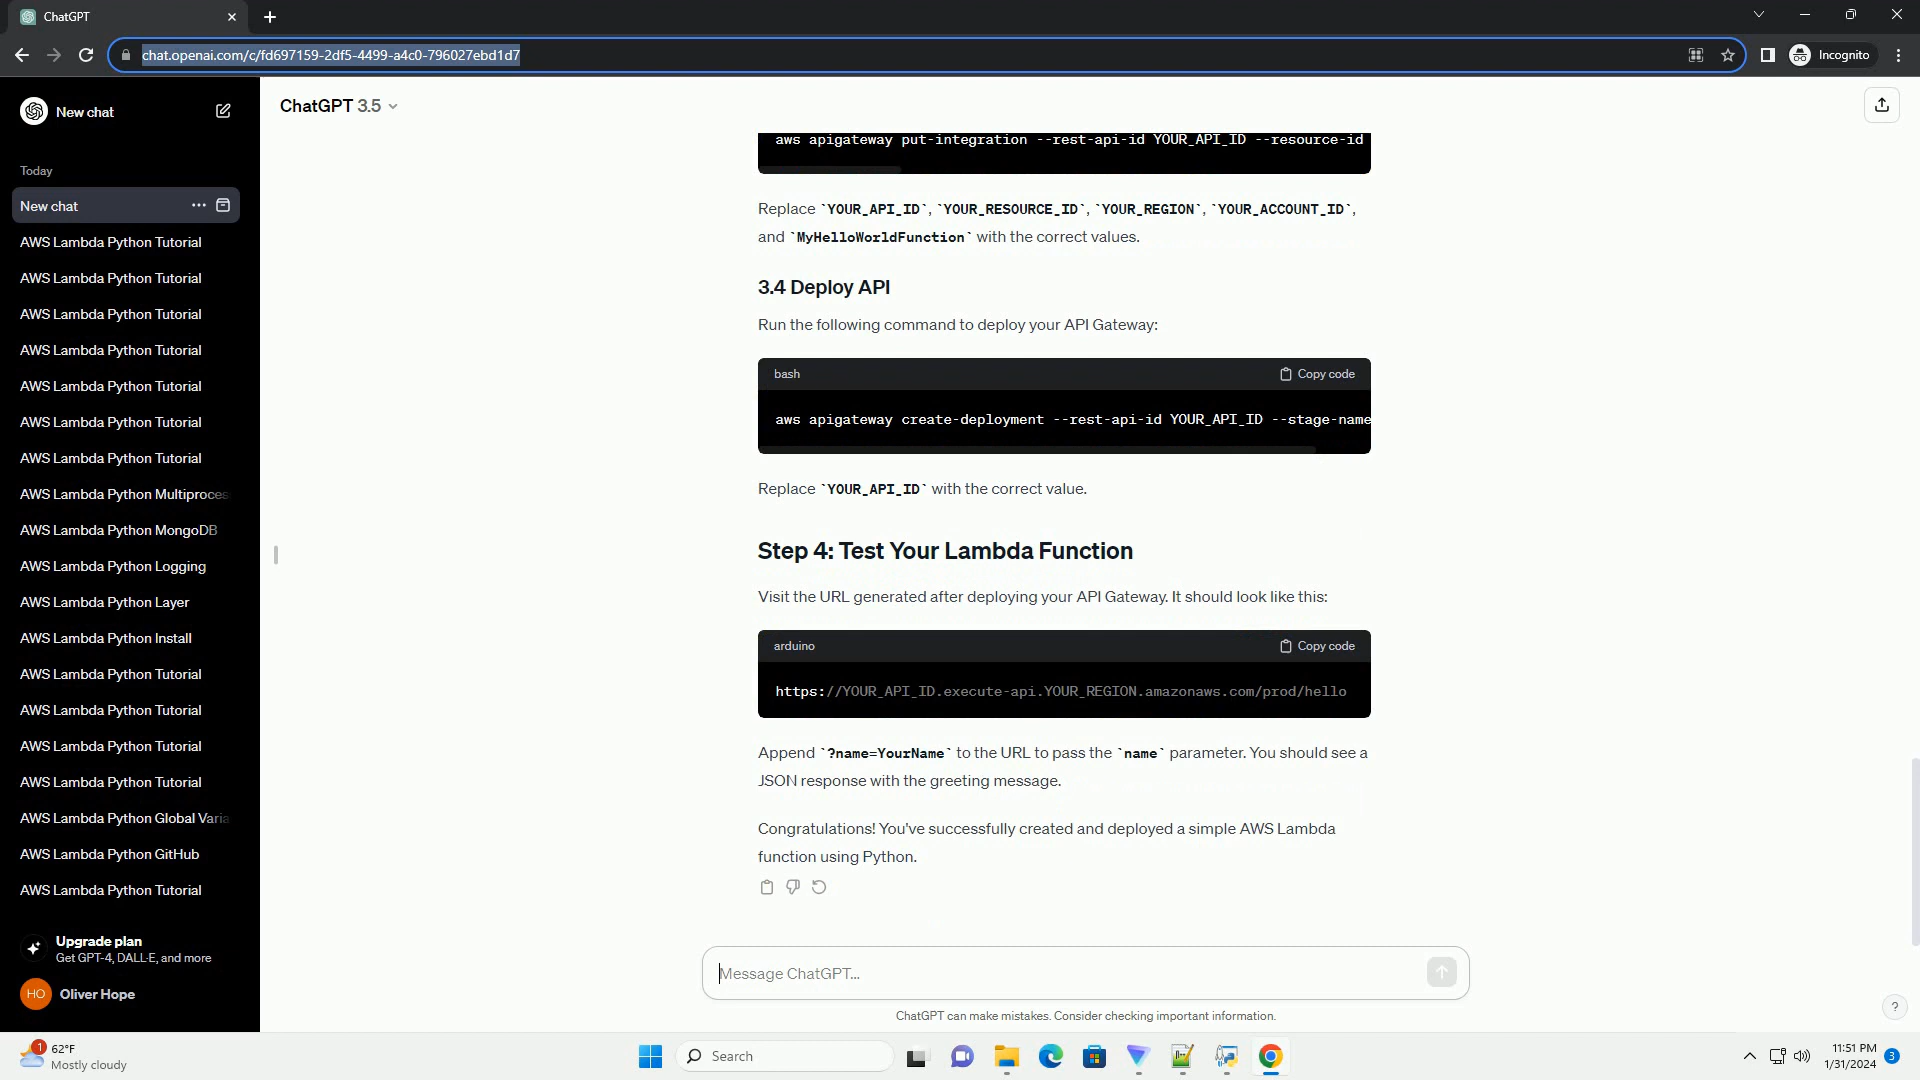 ChatGPT
chat.openai.com/c/fd697159-2df5-4499-a4c0-796027ebd1d7
Incognito
New chat
ChatGPT 3.5
Today
New chat
AWS Lambda Python Tutorial
AWS Lambda Python Tutorial
AWS Lambda Python Tutorial
AWS Lambda Python Tutorial
AWS Lambda Python Tutorial
AWS Lambda Python Tutorial
AWS Lambda Python Tutorial
AWS Lambda Python Multiproces
AWS Lambda Python MongoDB
AWS Lambda Python Logging
AWS Lambda Python Layer
AWS Lambda Python Install
AWS Lambda Python Tutorial
AWS Lambda Python Tutorial
AWS Lambda Python Tutorial
AWS Lambda Python Tutorial
AWS Lambda Python Global Varia
AWS Lambda Python GitHub
AWS Lambda Python Tutorial
Upgrade plan
Get GPT-4, DALL·E, and more
HO
Oliver Hope
aws apigateway put-integration --rest-api-id YOUR_API_ID --resource-id
Replace `YOUR_API_ID`, `YOUR_RESOURCE_ID`, `YOUR_REGION`, `YOUR_ACCOUNT_ID`,
and `MyHelloWorldFunction` with the correct values.
3.4 Deploy API
Run the following command to deploy your API Gateway:
bash
Copy code
aws apigateway create-deployment --rest-api-id YOUR_API_ID --stage-name
Replace `YOUR_API_ID` with the correct value.
Step 4: Test Your Lambda Function
Visit the URL generated after deploying your API Gateway. It should look like this:
arduino
Copy code
https://YOUR_API_ID.execute-api.YOUR_REGION.amazonaws.com/prod/hello
Append `?name=YourName` to the URL to pass the `name` parameter. You should see a
JSON response with the greeting message.
Congratulations! You've successfully created and deployed a simple AWS Lambda
function using Python.
Message ChatGPT...
ChatGPT can make mistakes. Consider checking important information.
?
1
62°F
Mostly cloudy
Search
11:51 PM
1/31/2024
3